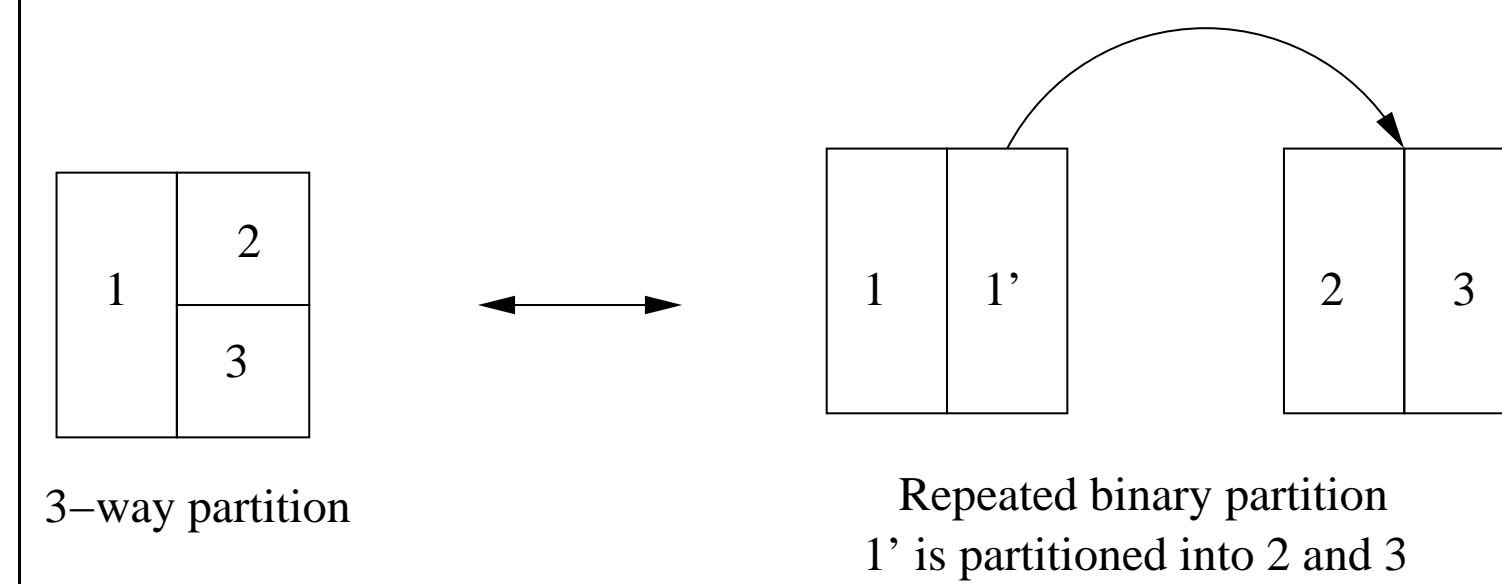 1
2
3
3−way partition
1
1’
2
3
Repeated binary partition
1’ is partitioned into 2 and 3